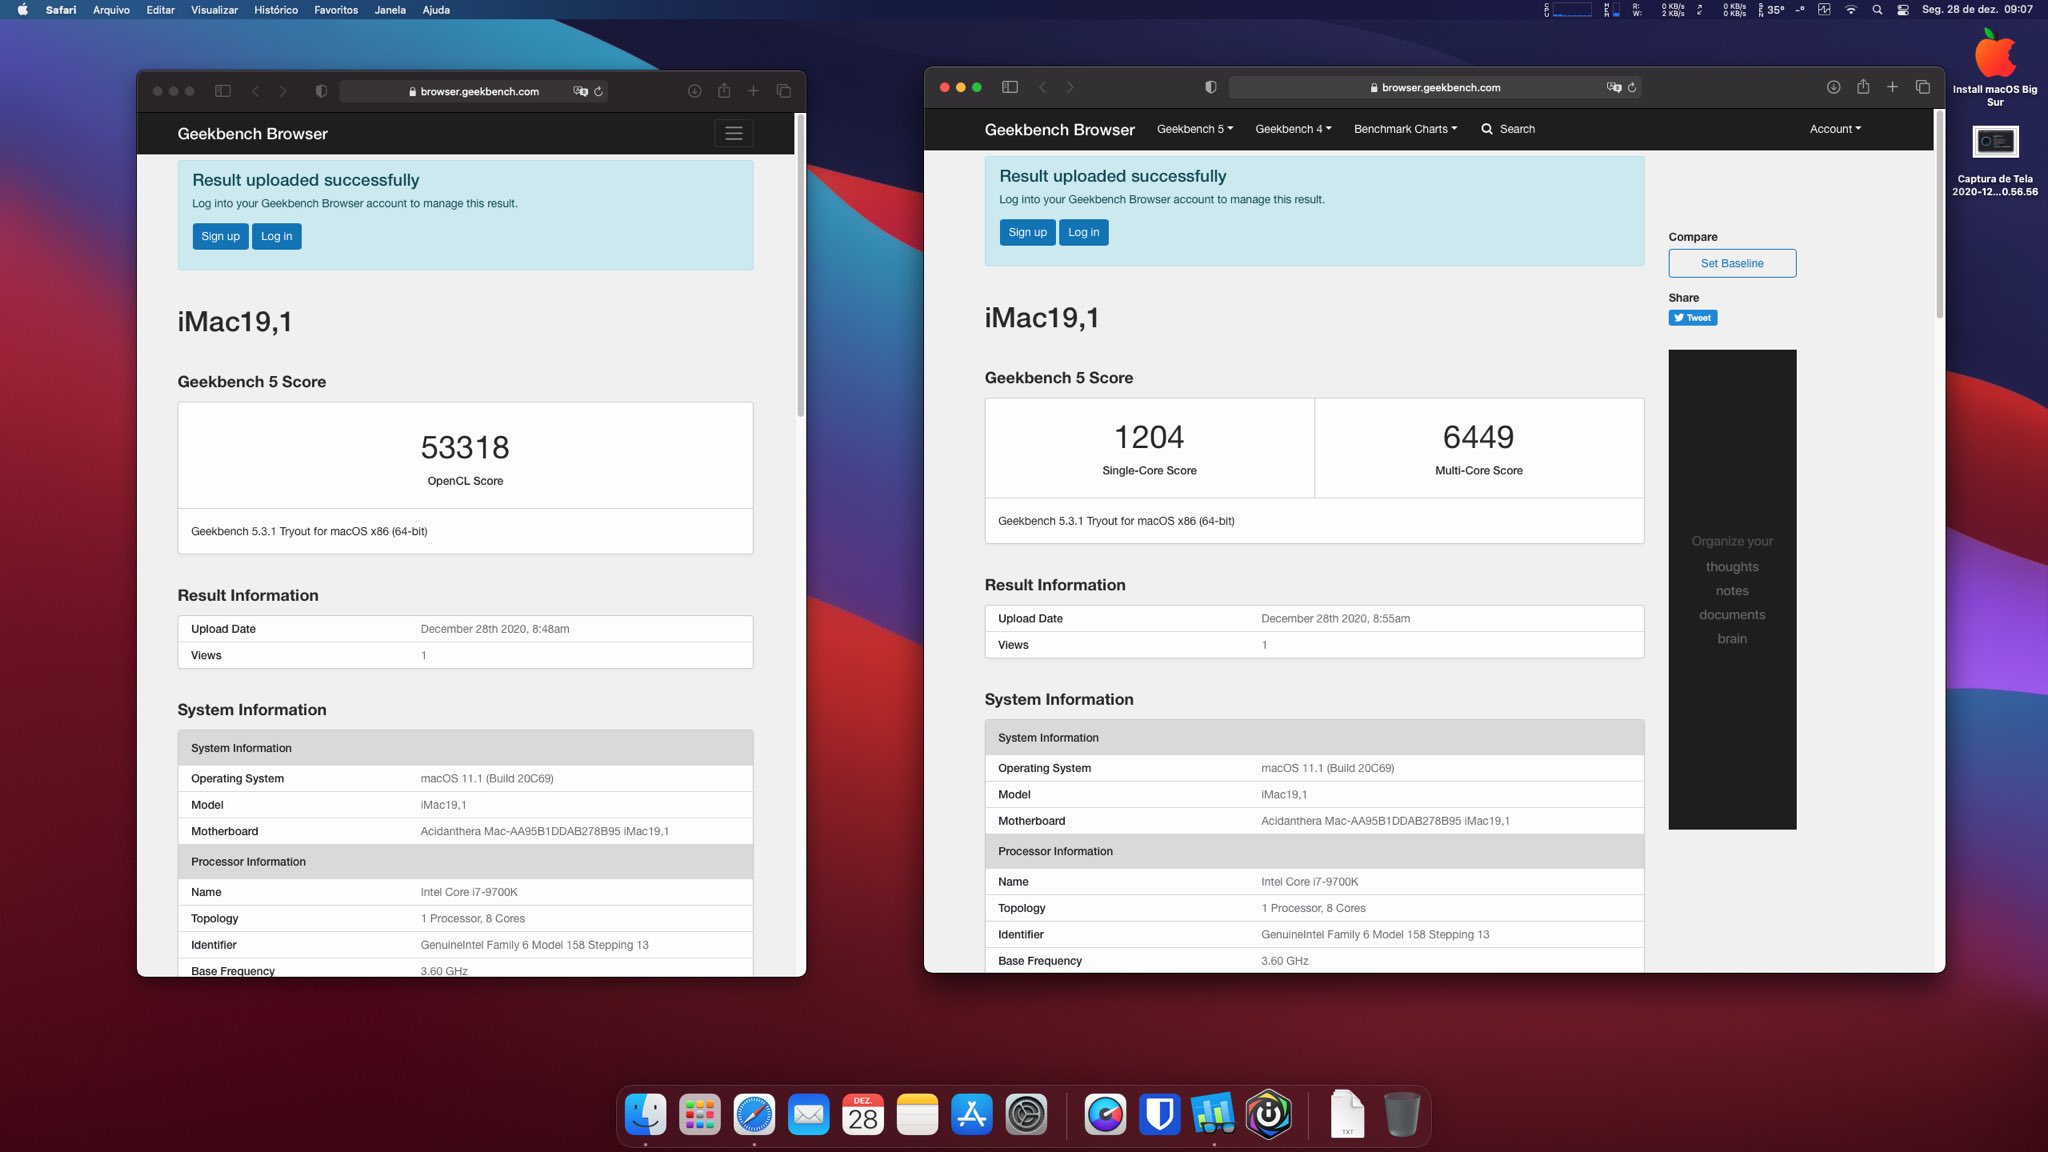 Safari Arquivo Editar Visualizar Histórico Favoritos Janela Ajuda
R: 0 KB/s 0 KB/s 35° Seg. 28 de dez. 09:07
W: 2 KB/s 0 KB/s
browser.geekbench.com
Geekbench Browser
Result uploaded successfully
Log into your Geekbench Browser account to manage this result.
Sign up Log in
iMac19,1
Geekbench 5 Score
53318
OpenCL Score
Geekbench 5.3.1 Tryout for macOS x86 (64-bit)
Result Information
Upload Date December 28th 2020, 8:48am
Views 1
System Information
System Information
Operating System macOS 11.1 (Build 20C69)
Model iMac19,1
Motherboard Acidanthera Mac-AA95B1DDAB278B95 iMac19,1
Processor Information
Name Intel Core i7-9700K
Topology 1 Processor, 8 Cores
Identifier GenuineIntel Family 6 Model 158 Stepping 13
Base Frequency 3.60 GHz
browser.geekbench.com
Geekbench Browser Geekbench 5 Geekbench 4 Benchmark Charts Search Account
Result uploaded successfully
Log into your Geekbench Browser account to manage this result.
Sign up Log in
iMac19,1
Geekbench 5 Score
1204 6449
Single-Core Score Multi-Core Score
Geekbench 5.3.1 Tryout for macOS x86 (64-bit)
Result Information
Upload Date December 28th 2020, 8:55am
Views 1
System Information
System Information
Operating System macOS 11.1 (Build 20C69)
Model iMac19,1
Motherboard Acidanthera Mac-AA95B1DDAB278B95 iMac19,1
Processor Information
Name Intel Core i7-9700K
Topology 1 Processor, 8 Cores
Identifier GenuineIntel Family 6 Model 158 Stepping 13
Base Frequency 3.60 GHz
Compare
Set Baseline
Share
Tweet
Organize your
thoughts
notes
documents
brain
Install macOS Big
Sur
Captura de Tela
2020-12...0.56.56
DEZ.
28
TXT